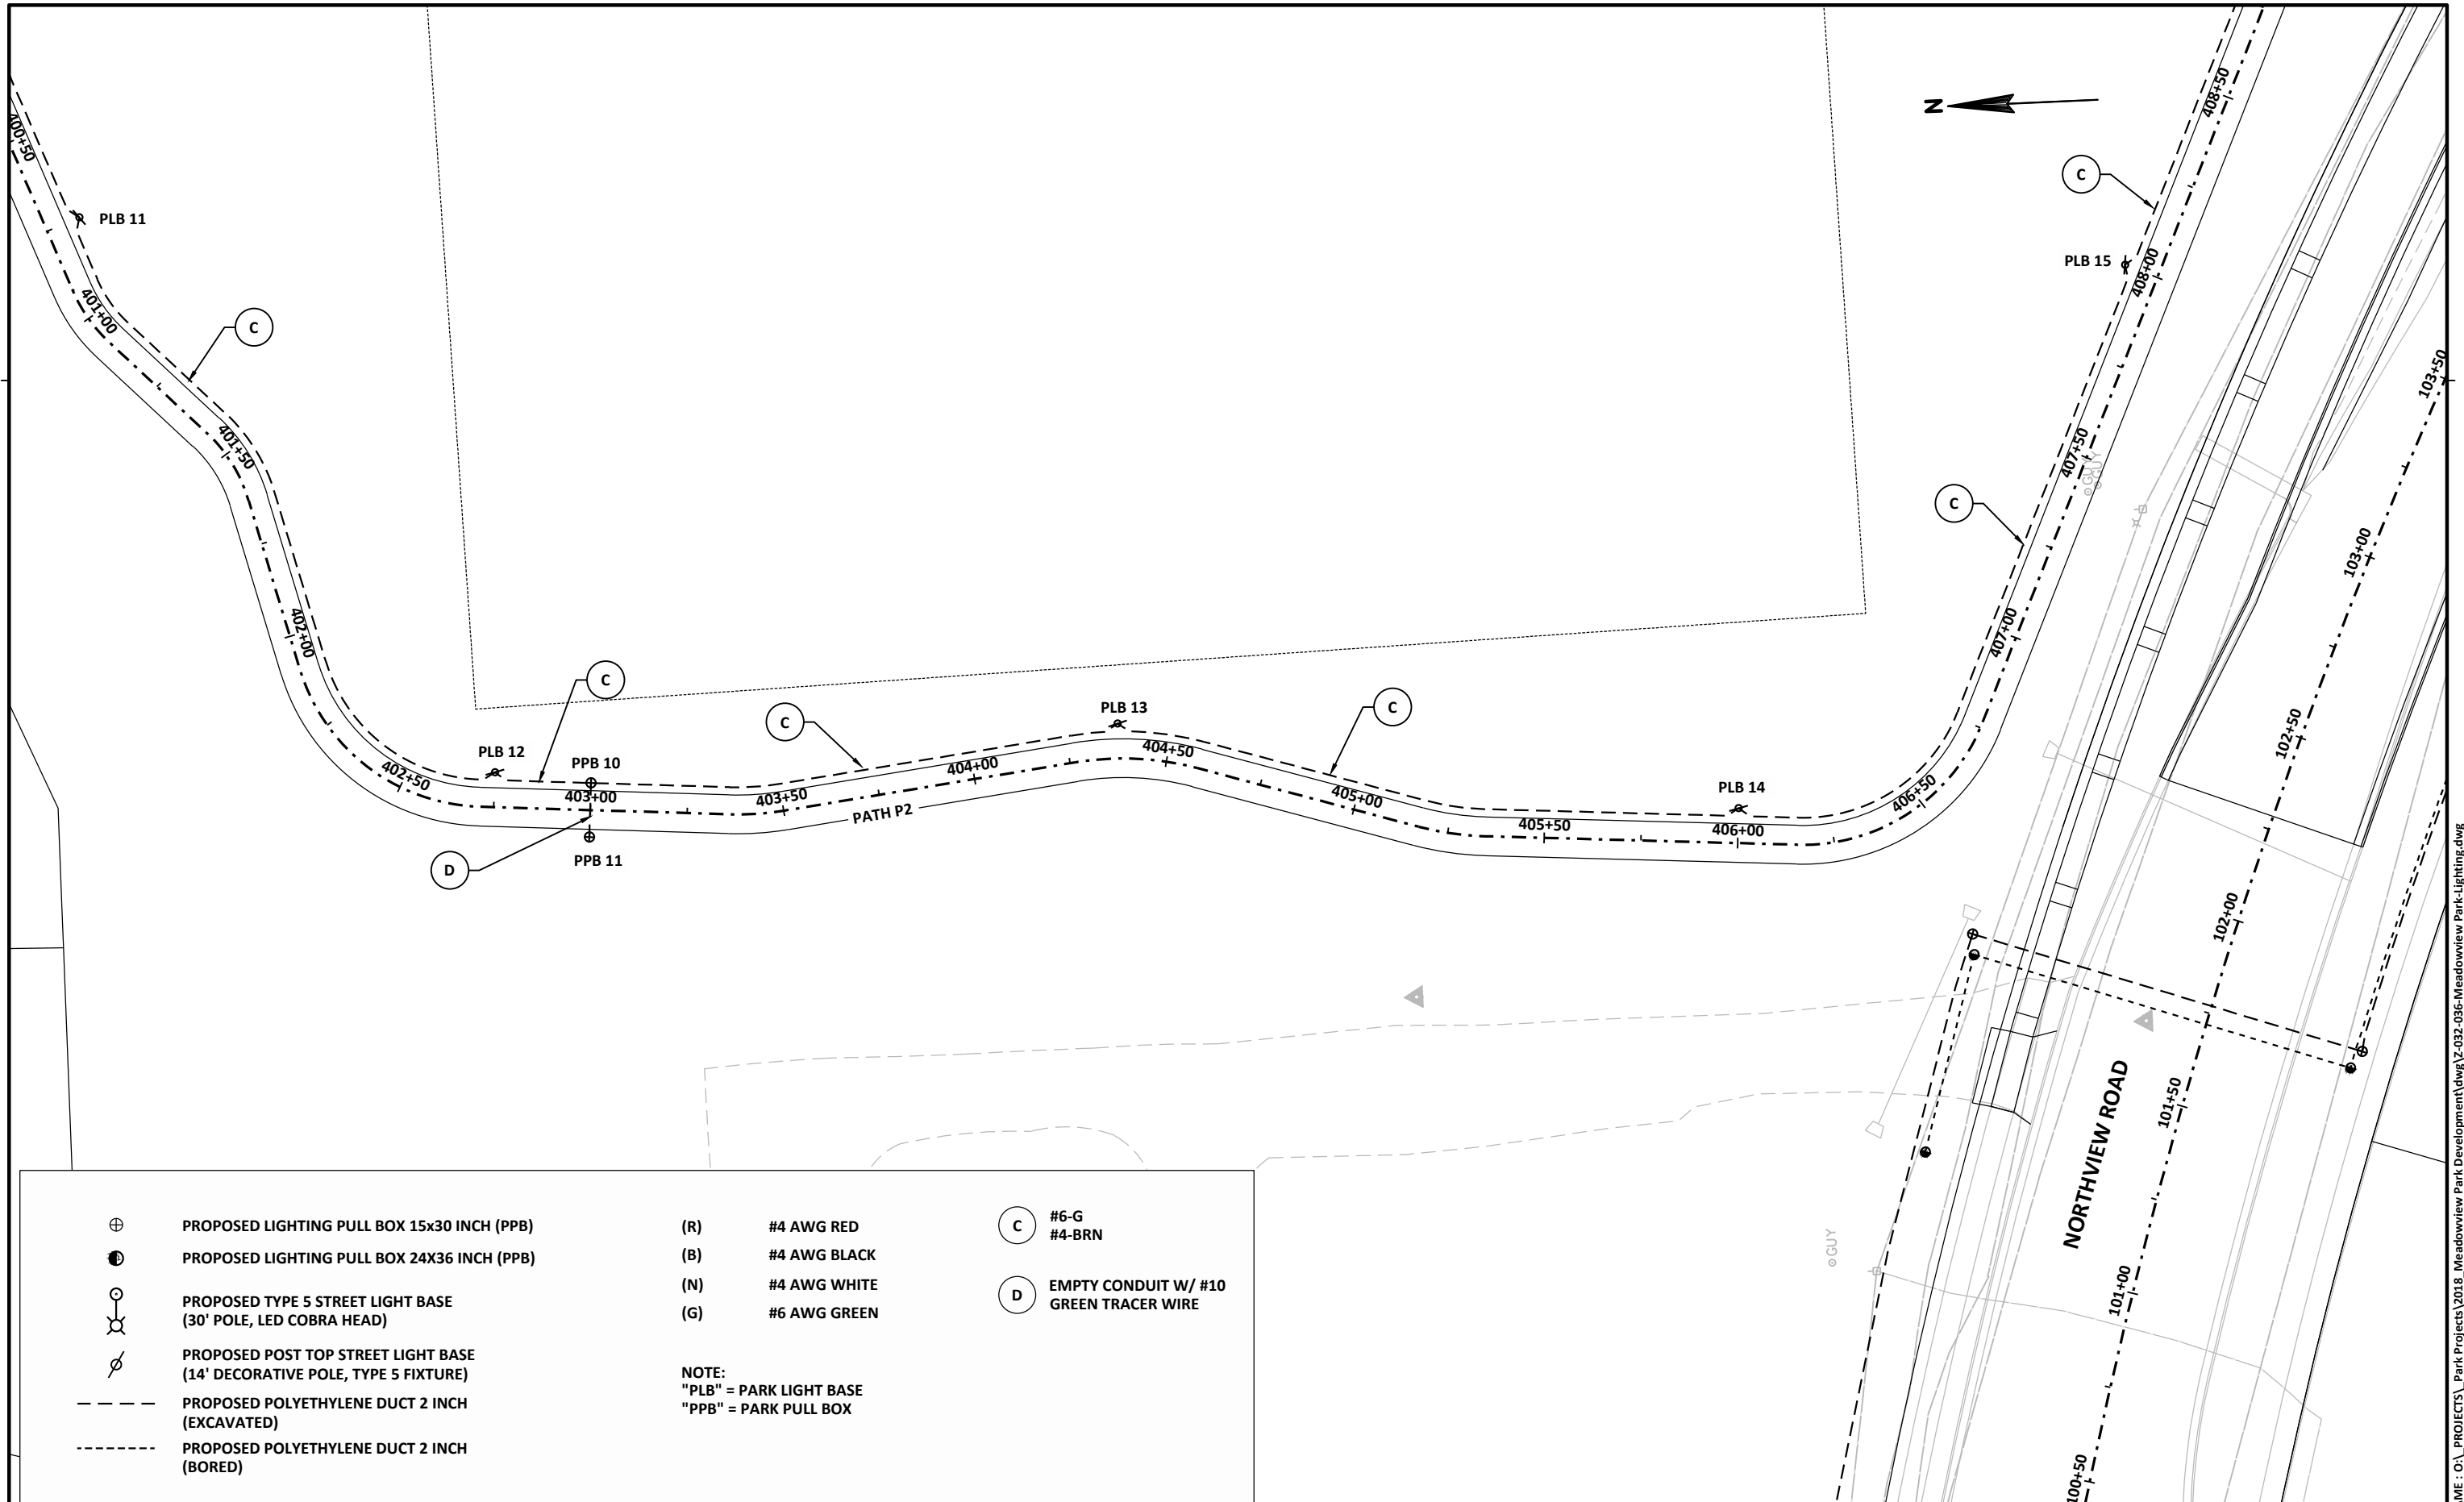 N
400+50
408+50
C
PLB 11
PLB 15
408+00
401+00
C
103+50
401+50
407+50
GUY
GUY
C
103+00
402+00
407+00
C
C
PLB 13
C
102+50
PLB 12
PPB 10
404+50
404+00
402+50
403+00
403+50
PATH P2
405+00
PLB 14
406+50
405+50
406+00
D
PPB 11
102+00
101+50
NORTHVIEW ROAD
GUY
101+00
100+50
PROPOSED LIGHTING PULL BOX 15x30 INCH (PPB)
PROPOSED LIGHTING PULL BOX 24X36 INCH (PPB)
PROPOSED TYPE 5 STREET LIGHT BASE
(30' POLE, LED COBRA HEAD)
PROPOSED POST TOP STREET LIGHT BASE
(14' DECORATIVE POLE, TYPE 5 FIXTURE)
PROPOSED POLYETHYLENE DUCT 2 INCH
(EXCAVATED)
PROPOSED POLYETHYLENE DUCT 2 INCH
(BORED)
(R) #4 AWG RED
(B) #4 AWG BLACK
(N) #4 AWG WHITE
(G) #6 AWG GREEN
NOTE:
"PLB" = PARK LIGHT BASE
"PPB" = PARK PULL BOX
C #6-G
#4-BRN
D EMPTY CONDUIT W/ #10
GREEN TRACER WIRE
ME : O:\_PROJECTS\_Park Projects\2018_Meadowview Park Development\dwg\Z-032-036-Meadowview Park-Lighting.dwg